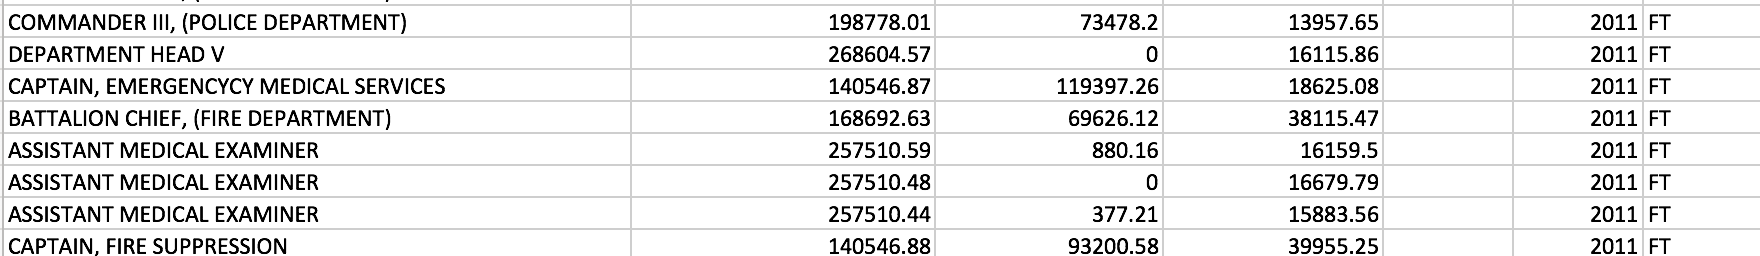 COMMANDER III, (POLICE DEPARTMENT) 198778.01 73478.2 13957.65 2011 FT
DEPARTMENT HEAD V 268604.57 0 16115.86 2011 FT
CAPTAIN, EMERGENCYCY MEDICAL SERVICES 140546.87 119397.26 18625.08 2011 FT
BATTALION CHIEF, (FIRE DEPARTMENT) 168692.63 69626.12 38115.47 2011 FT
ASSISTANT MEDICAL EXAMINER 257510.59 880.16 16159.5 2011 FT
ASSISTANT MEDICAL EXAMINER 257510.48 0 16679.79 2011 FT
ASSISTANT MEDICAL EXAMINER 257510.44 377.21 15883.56 2011 FT
CAPTAIN, FIRE SUPPRESSION 140546.88 93200.58 39955.25 2011 FT